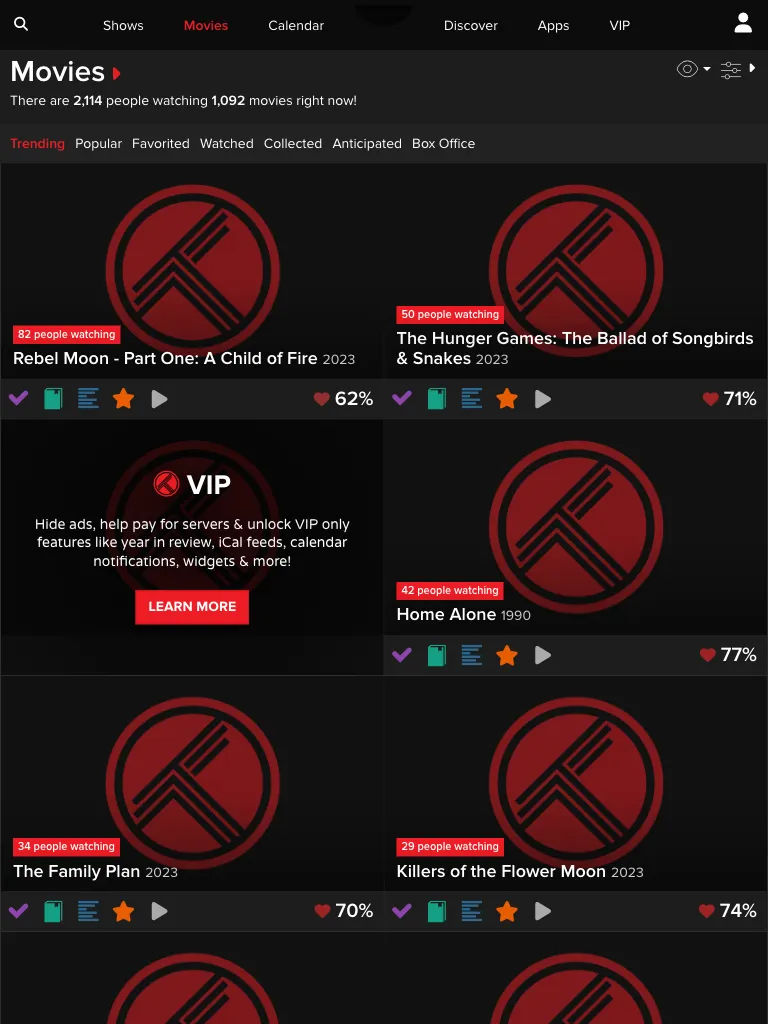 Shows Movies Calendar Discover Apps VIP
Movies
There are 2,114 people watching 1,092 movies right now!
Trending Popular Favorited Watched Collected Anticipated Box Office
82 people watching
Rebel Moon - Part One: A Child of Fire 2023
62%
50 people watching
The Hunger Games: The Ballad of Songbirds
& Snakes 2023
71%
VIP
Hide ads, help pay for servers & unlock VIP only
features like year in review, iCal feeds, calendar
notifications, widgets & more!
LEARN MORE
42 people watching
Home Alone 1990
77%
34 people watching
The Family Plan 2023
70%
29 people watching
Killers of the Flower Moon 2023
74%